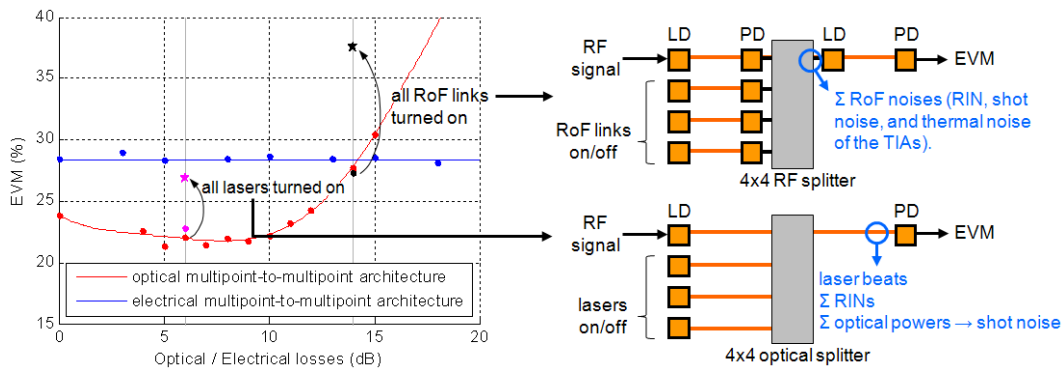 40
35
30
25
20
15
EVM (%)
0
5
10
15
20
Optical / Electrical losses (dB)
all RoF links
turned on
all lasers turned on
optical multipoint-to-multipoint architecture
electrical multipoint-to-multipoint architecture
LD
PD
LD
PD
RF
signal
EVM
RoF links
on/off
Σ RoF noises (RIN, shot
noise, and thermal noise
of the TIAs).
4x4 RF splitter
LD
PD
RF
signal
EVM
lasers
on/off
laser beats
Σ RINs
Σ optical powers → shot noise
4x4 optical splitter